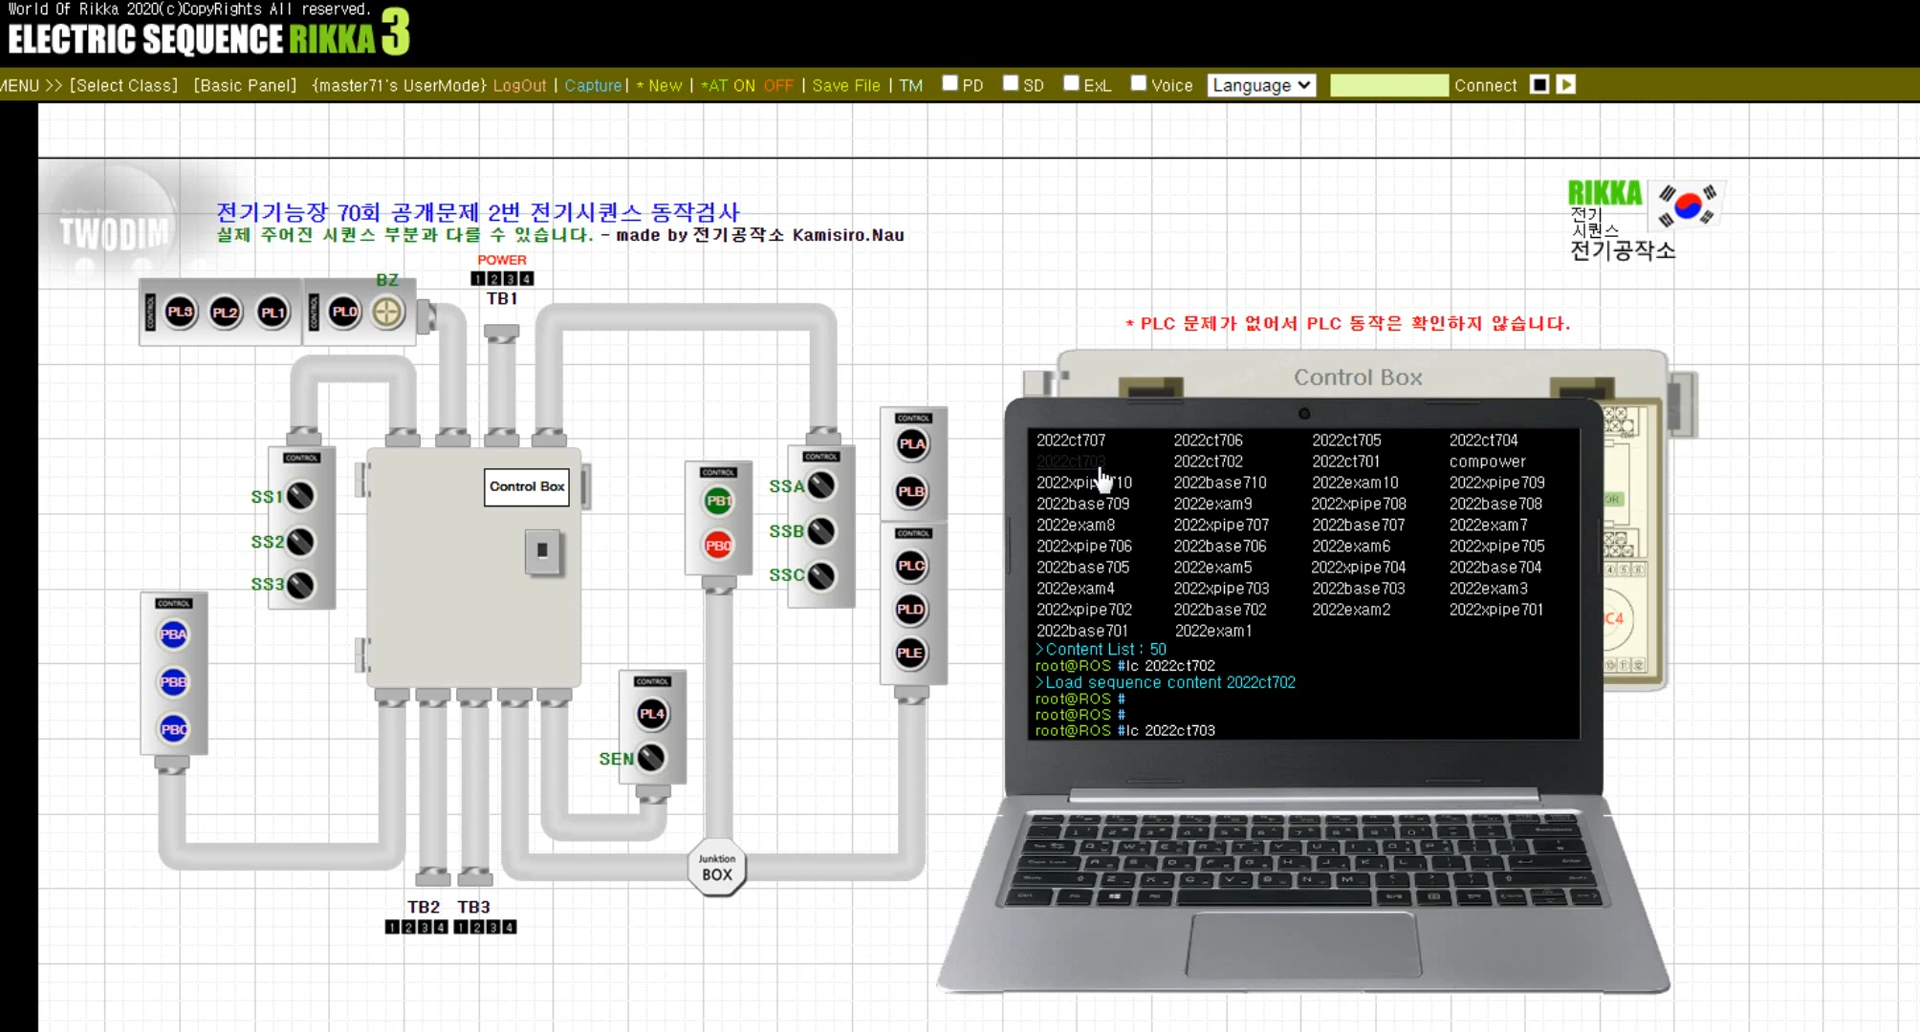 World Of Rikka 2020(c)CopyRights All reserved.
ELECTRIC SEQUENCE RIKKA 3
MENU >> [Select Class] [Basic Panel] {master71's UserMode} LogOut | Capture | * New | *AT ON OFF | Save File | TM PD SD ExL Voice Language Connect
TWODIM
전기기능장 70회 공개문제 2번 전기시퀀스 동작검사
실제 주어진 시퀀스 부분과 다를 수 있습니다. - made by 전기공작소 Kamisiro.Nau
RIKKA
전기
시퀀스
전기공작소
POWER
1 2 3 4
TB1
BZ
CONTROL PL3 PL2 PL1 CONTROL PL0
* PLC 문제가 없어서 PLC 동작은 확인하지 않습니다.
Control Box
CONTROL
SS1
SS2
SS3
Control Box
CONTROL
PB1
PB0
CONTROL
SSA
SSB
SSC
CONTROL
PLA
PLB
CONTROL
PLC
PLD
PLE
CONTROL
PBA
PBB
PBC
CONTROL
PL4
SEN
Junktion
BOX
TB2 TB3
1 2 3 4 1 2 3 4
2022ct707 2022ct706 2022ct705 2022ct704
2022ct703 2022ct702 2022ct701 compower
2022xpipe710 2022base710 2022exam10 2022xpipe709
2022base709 2022exam9 2022xpipe708 2022base708
2022exam8 2022xpipe707 2022base707 2022exam7
2022xpipe706 2022base706 2022exam6 2022xpipe705
2022base705 2022exam5 2022xpipe704 2022base704
2022exam4 2022xpipe703 2022base703 2022exam3
2022xpipe702 2022base702 2022exam2 2022xpipe701
2022base701 2022exam1
>Content List : 50
root@ROS #lc 2022ct702
>Load sequence content 2022ct702
root@ROS #
root@ROS #
root@ROS #lc 2022ct703